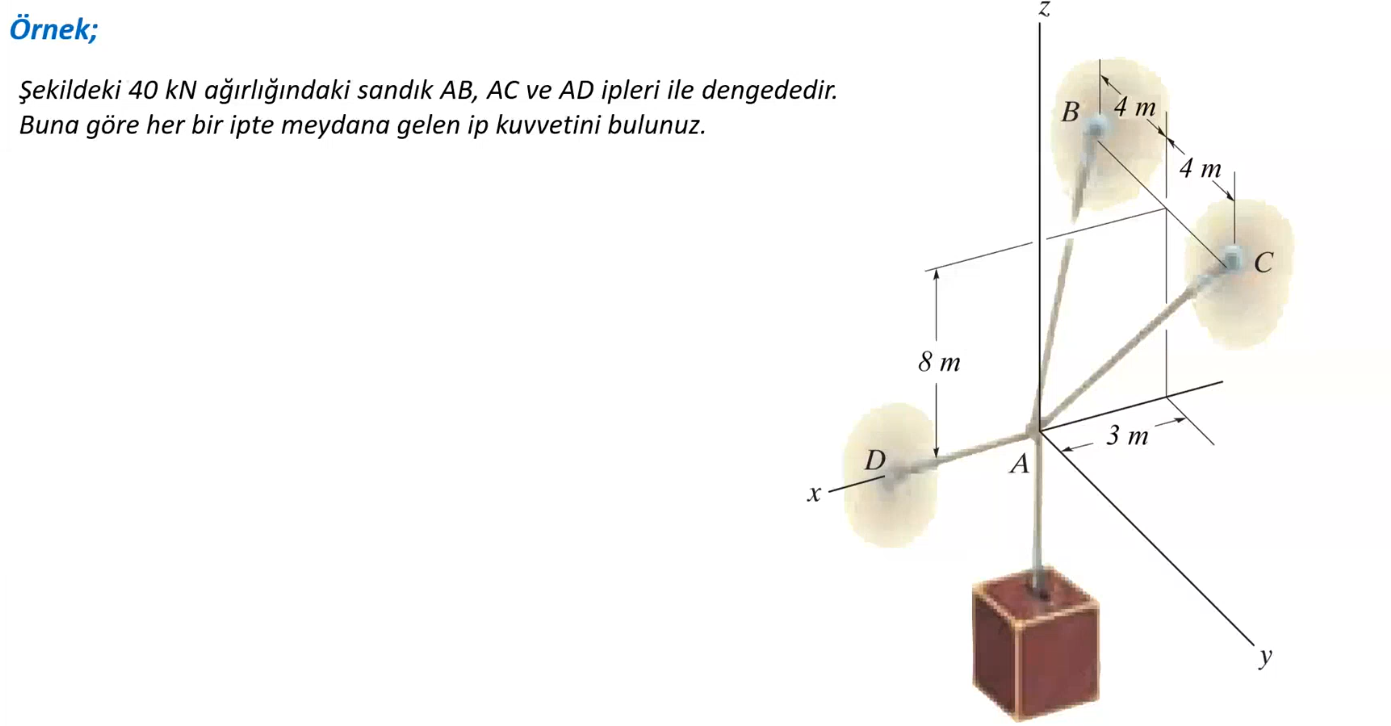 Örnek;
Şekildeki 40 kN ağırlığındaki sandık AB, AC ve AD ipleri ile dengededir.
Buna göre her bir ipte meydana gelen ip kuvvetini bulunuz.
z
B
4 m
4 m
C
8 m
D
3 m
A
x
y